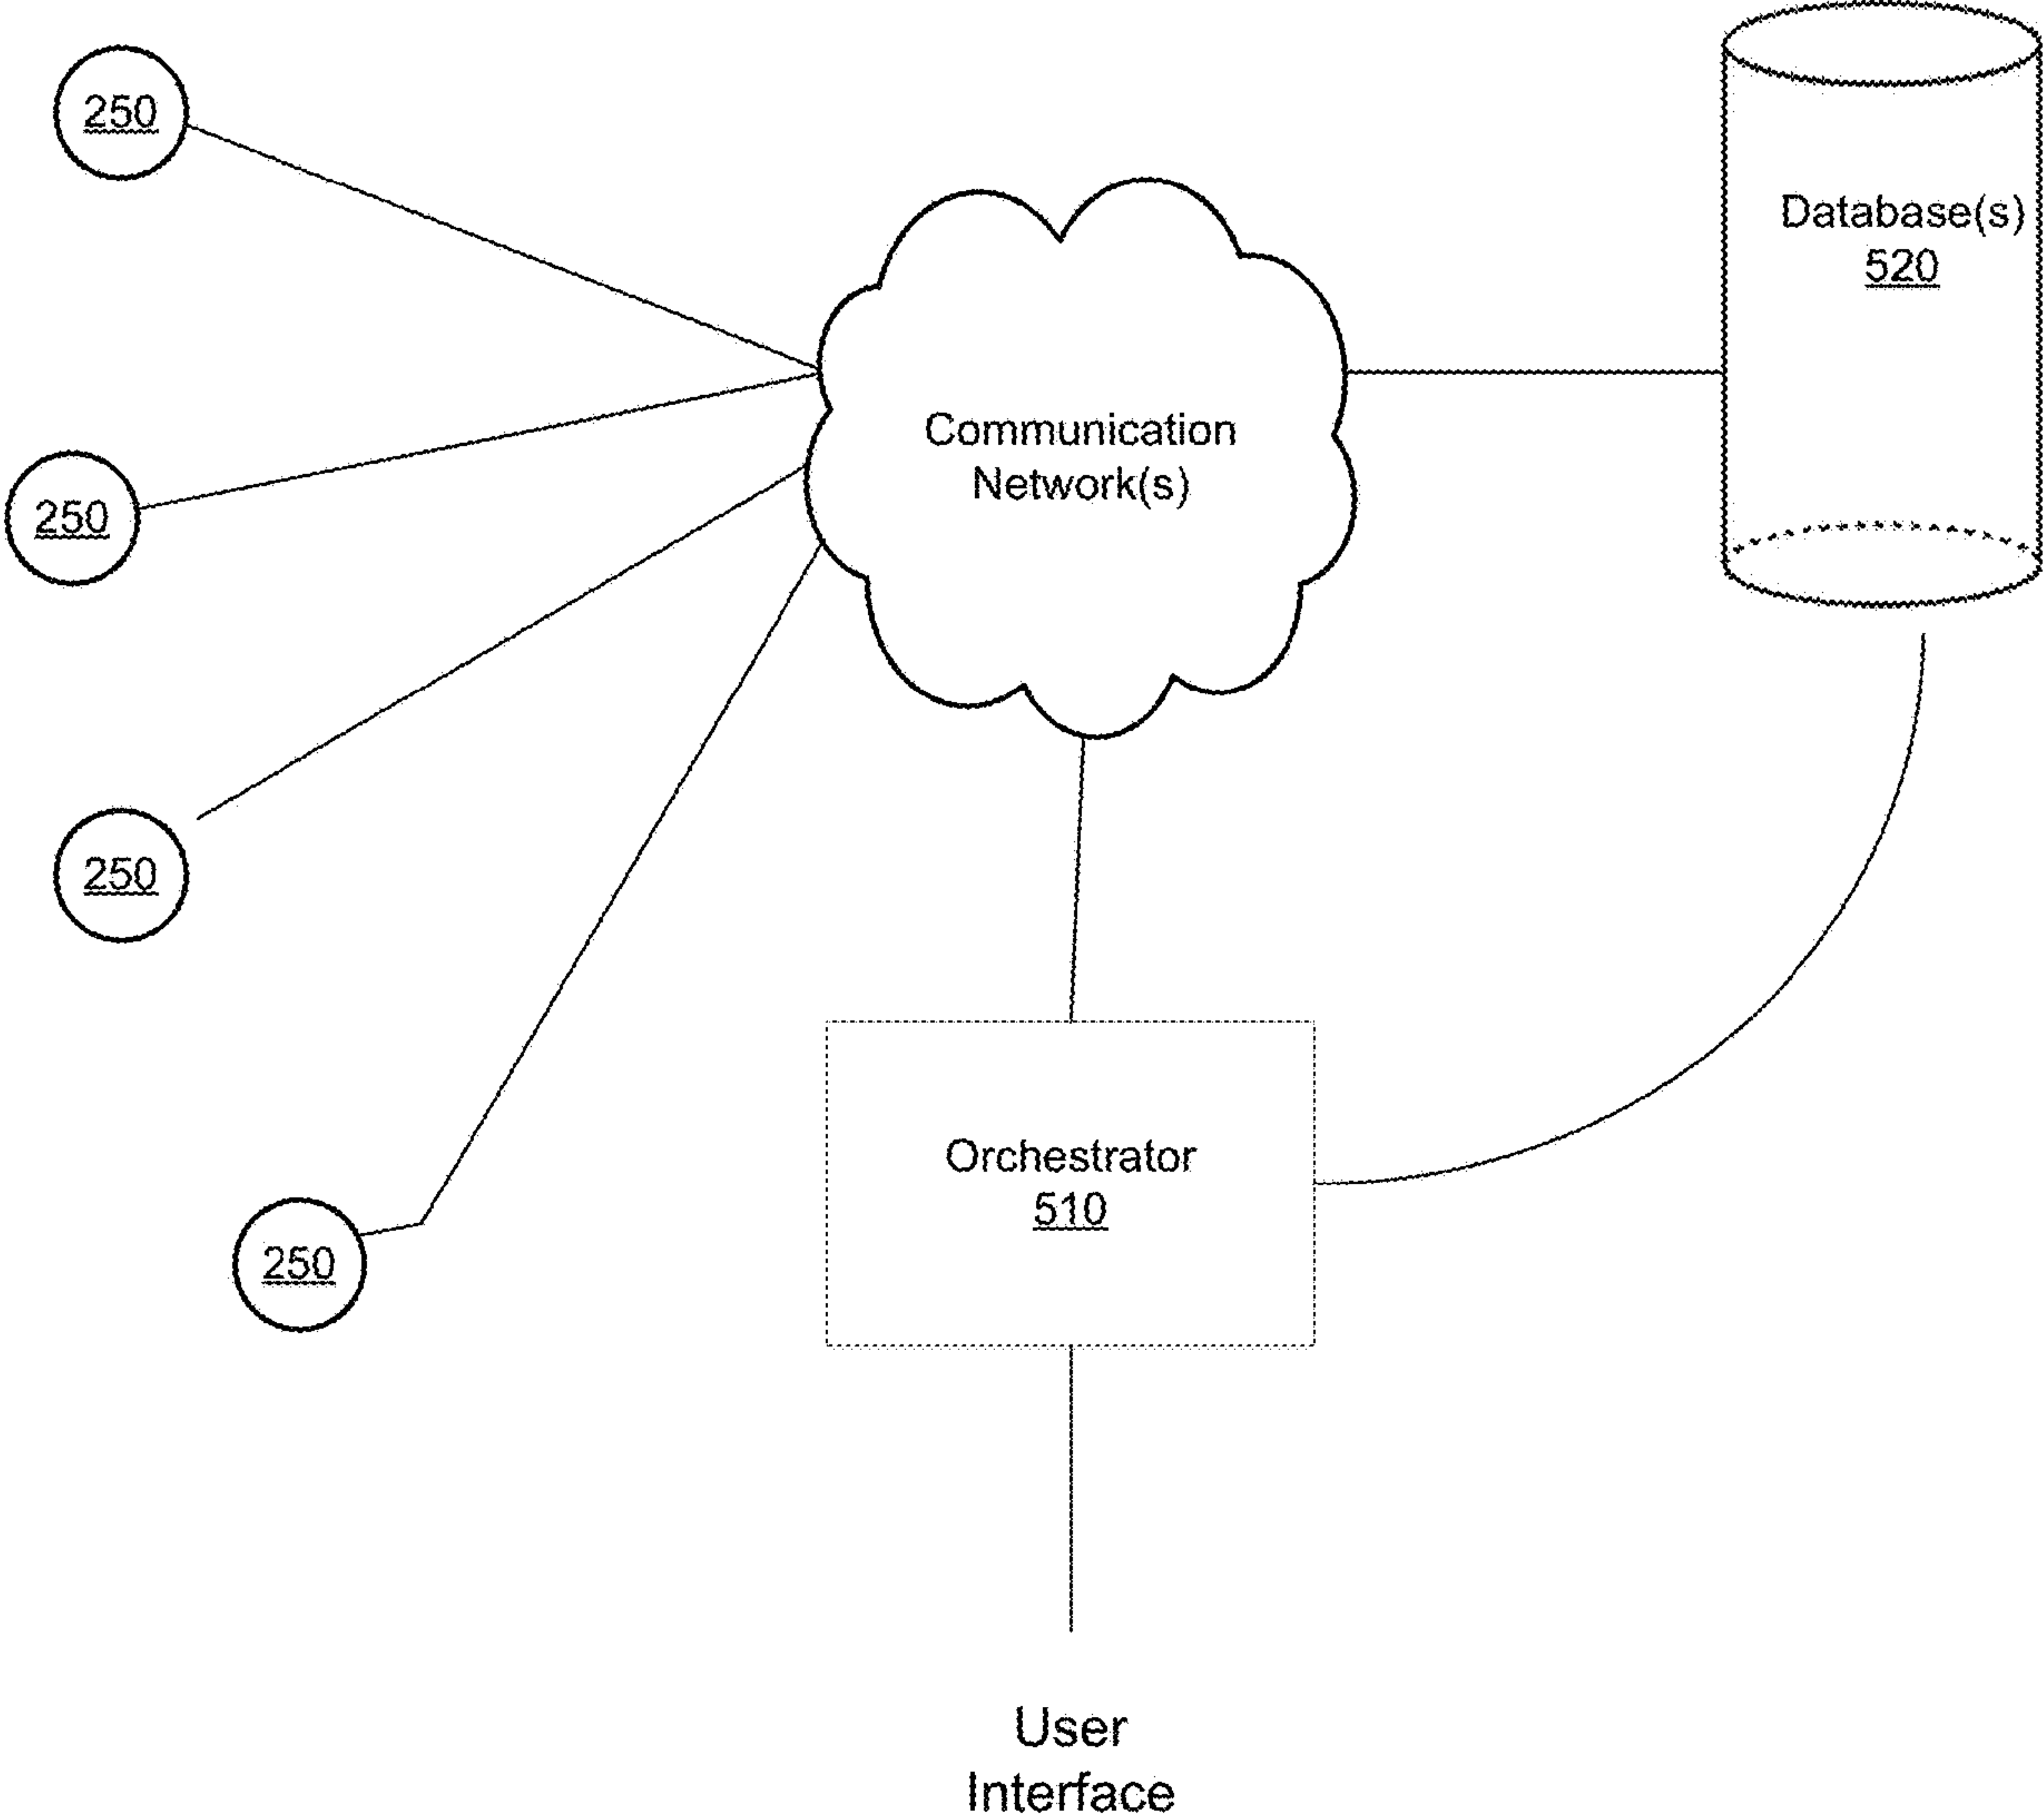 250
Database(s)
520
Communication
Network(s)
250
250
Orchestrator
510
250
User
Interface